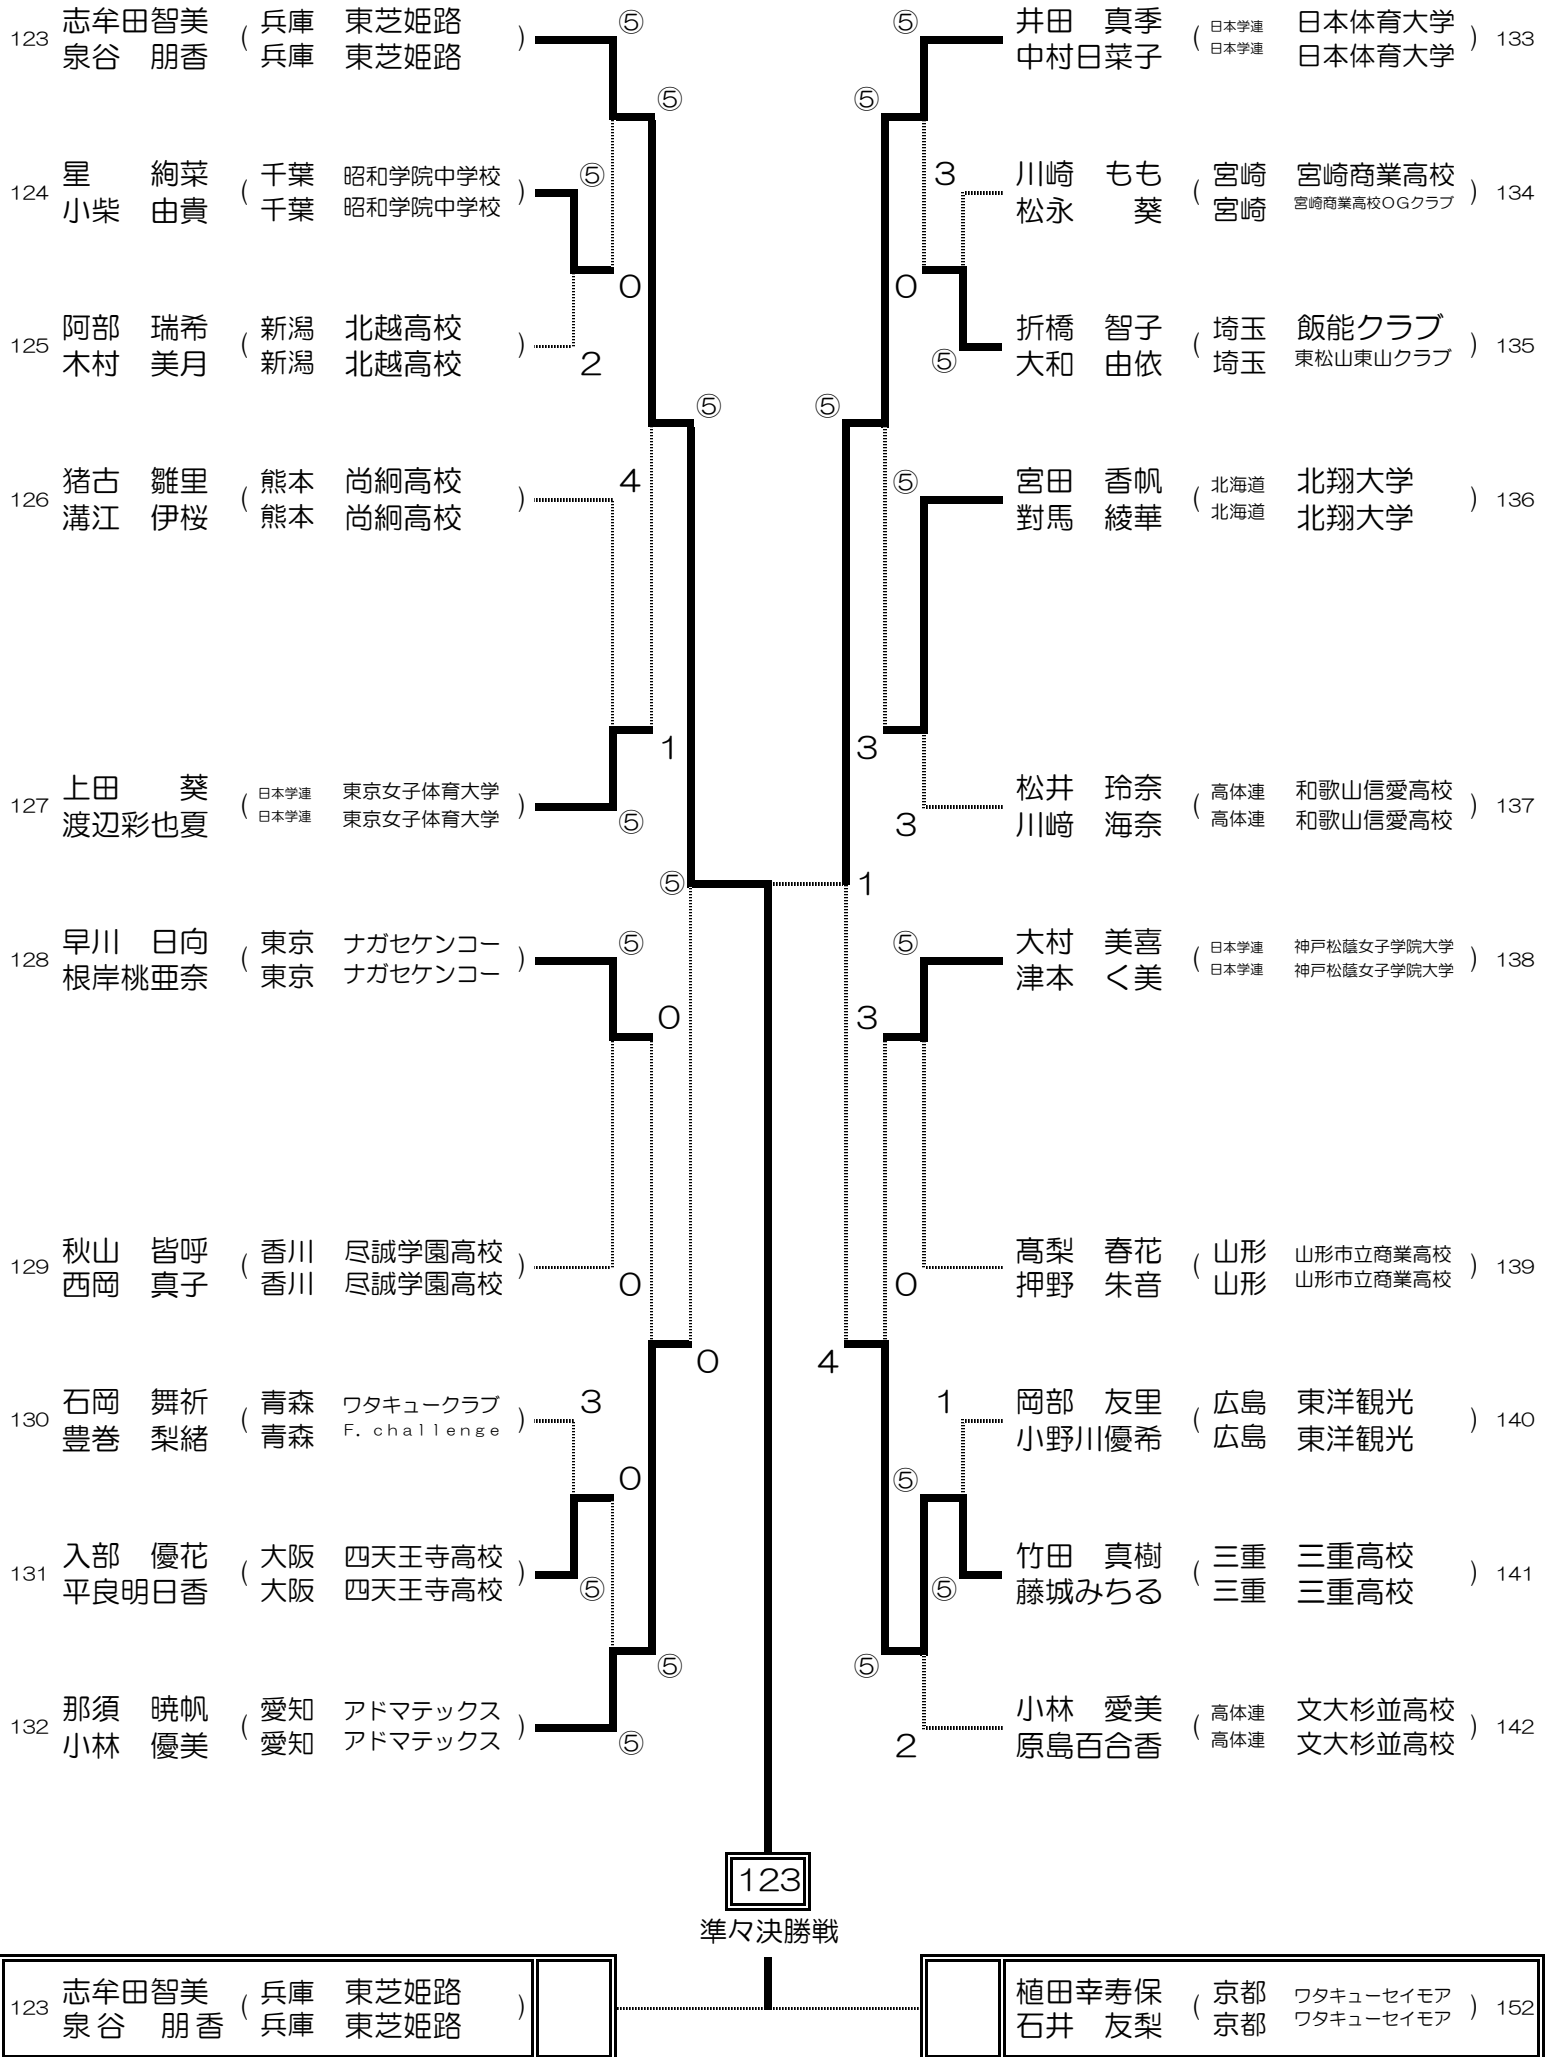 123 志牟田智美 ( 兵庫 東芝姫路 )
泉谷 朋香 兵庫 東芝姫路
⑤
⑤
124 星 絢菜 ( 千葉 昭和学院中学校 )
小柴 由貴 千葉 昭和学院中学校
⑤
0
125 阿部 瑞希 ( 新潟 北越高校 )
木村 美月 新潟 北越高校
2
⑤
126 猪古 雛里 ( 熊本 尚絅高校 )
溝江 伊桜 熊本 尚絅高校
4
1
127 上田 葵 ( 日本学連 東京女子体育大学 )
渡辺彩也夏 日本学連 東京女子体育大学
⑤
⑤
128 早川 日向 ( 東京 ナガセケンコー )
根岸桃亜奈 東京 ナガセケンコー
⑤
0
129 秋山 皆呼 ( 香川 尽誠学園高校 )
西岡 真子 香川 尽誠学園高校
0
0
130 石岡 舞祈 ( 青森 ワタキュークラブ )
豊巻 梨緒 青森 F. challenge
3
0
131 入部 優花 ( 大阪 四天王寺高校 )
平良明日香 大阪 四天王寺高校
⑤
⑤
132 那須 暁帆 ( 愛知 アドマテックス )
小林 優美 愛知 アドマテックス
⑤
⑤
井田 真季 ( 日本学連 日本体育大学 ) 133
中村日菜子 日本学連 日本体育大学
⑤
3
川崎 もも ( 宮崎 宮崎商業高校 ) 134
松永 葵 宮崎 宮崎商業高校OGクラブ
0
折橋 智子 ( 埼玉 飯能クラブ ) 135
大和 由依 埼玉 東松山東山クラブ
⑤
⑤
⑤
宮田 香帆 ( 北海道 北翔大学 ) 136
對馬 綾華 北海道 北翔大学
3
松井 玲奈 ( 高体連 和歌山信愛高校 ) 137
川﨑 海奈 高体連 和歌山信愛高校
3
1
⑤
大村 美喜 ( 日本学連 神戸松蔭女子学院大学 ) 138
津本 く美 日本学連 神戸松蔭女子学院大学
3
髙梨 春花 ( 山形 山形市立商業高校 ) 139
押野 朱音 山形 山形市立商業高校
0
4
1
岡部 友里 ( 広島 東洋観光 ) 140
小野川優希 広島 東洋観光
⑤
竹田 真樹 ( 三重 三重高校 ) 141
藤城みちる 三重 三重高校
⑤
⑤
小林 愛美 ( 高体連 文大杉並高校 ) 142
原島百合香 高体連 文大杉並高校
2
123
準々決勝戦
123 志牟田智美 ( 兵庫 東芝姫路 )
泉谷 朋香 兵庫 東芝姫路
植田幸寿保 ( 京都 ワタキューセイモア ) 152
石井 友梨 京都 ワタキューセイモア